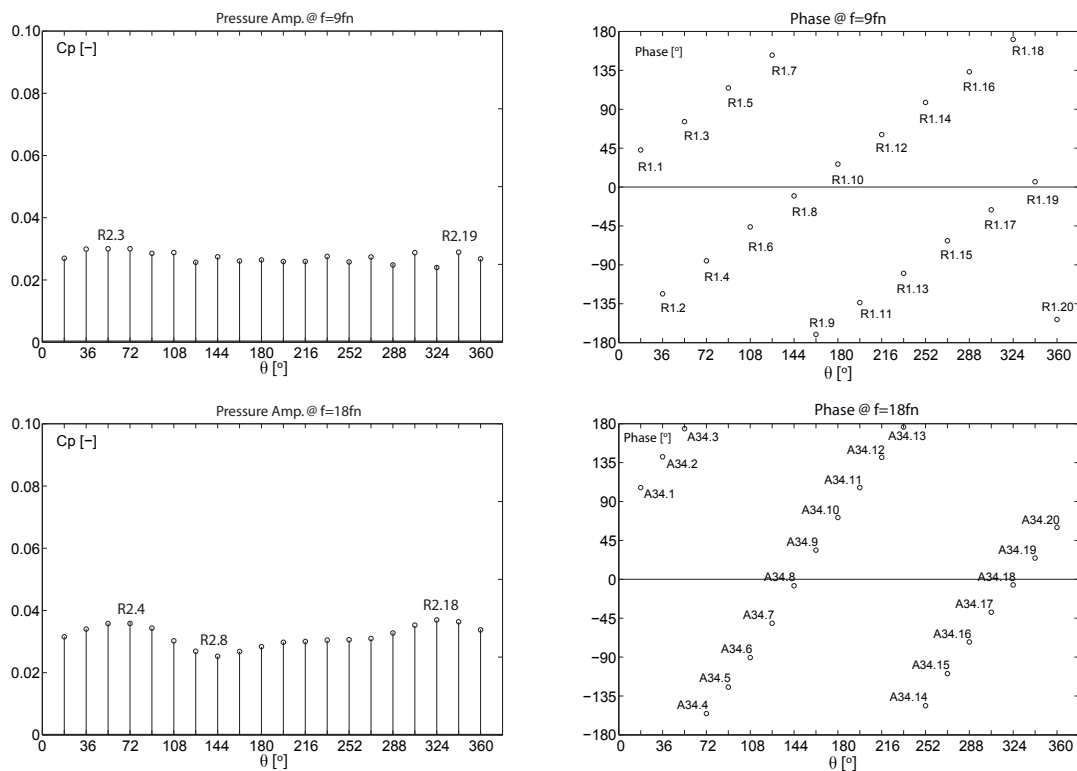 Pressure Amp. @ f=9fn
0.10
Cp [−]
0.08
0.06
0.04
R2.3
R2.19
0.02
0
0 36 72 108 144 180 216 252 288 324 360
θ [°]
Phase @ f=9fn
180
Phase [°]
R1.18
R1.7
R1.16
135
R1.5
R1.14
90
R1.3
R1.12
45
R1.1
R1.10
0
R1.19
R1.8
R1.17
−45
R1.6
R1.15
−90
R1.4
R1.13
−135
R1.2
R1.9
R1.11
R1.20
−180
0 36 72 108 144 180 216 252 288 324 360
θ [°]
Pressure Amp. @ f=18fn
0.10
Cp [−]
0.08
0.06
0.04
R2.4
R2.8
R2.18
0.02
0
0 36 72 108 144 180 216 252 288 324 360
θ [°]
Phase @ f=18fn
180
Phase [°]
A34.3
A34.13
A34.12
135
A34.2
A34.11
90
A34.1
A34.10
A34.20
45
A34.9
A34.19
0
A34.8
A34.18
−45
A34.7
A34.17
A34.6
A34.16
−90
A34.5
A34.15
−135
A34.4
A34.14
−180
0 36 72 108 144 180 216 252 288 324 360
θ [°]